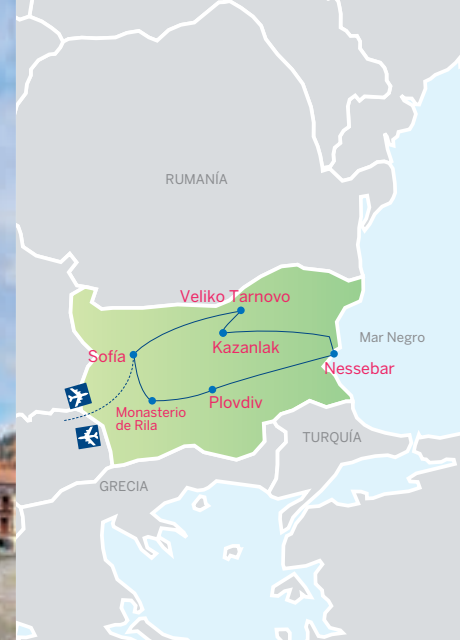 RUMANÍA
Veliko Tarnovo
Mar Negro
Kazanlak
Sofía
Nessebar
Plovdiv
Monasterio
de Rila
TURQUÍA
GRECIA